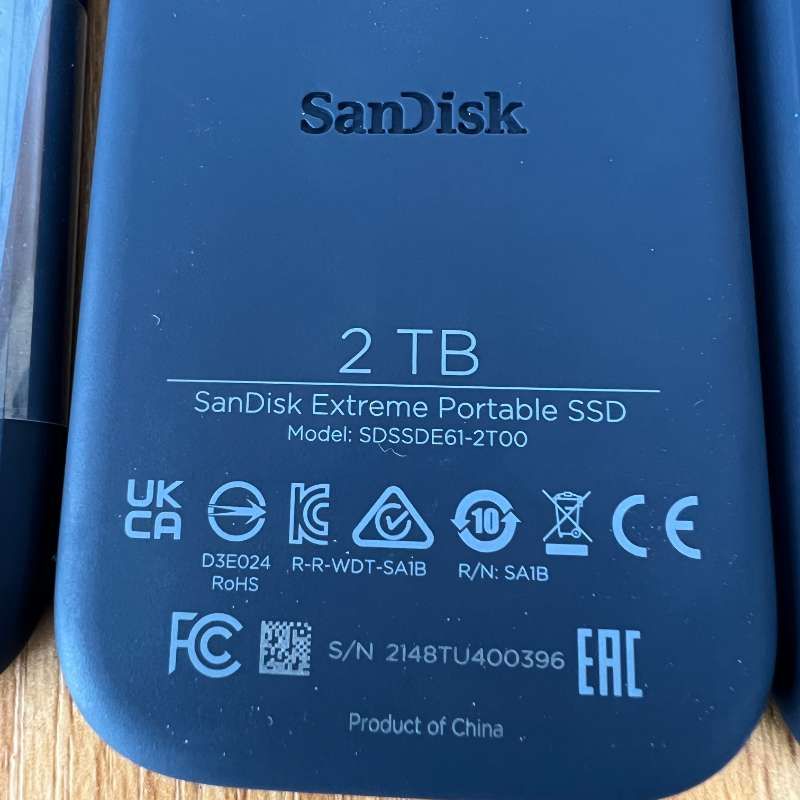 SanDisk
2 TB
SanDisk Extreme Portable SSD
Model: SDSSDE61-2T00
UK
CA
10
CE
D3E024
RoHS
R-R-WDT-SA1B
R/N: SA1B
FC
S/N 2148TU400396
EAC
Product of China